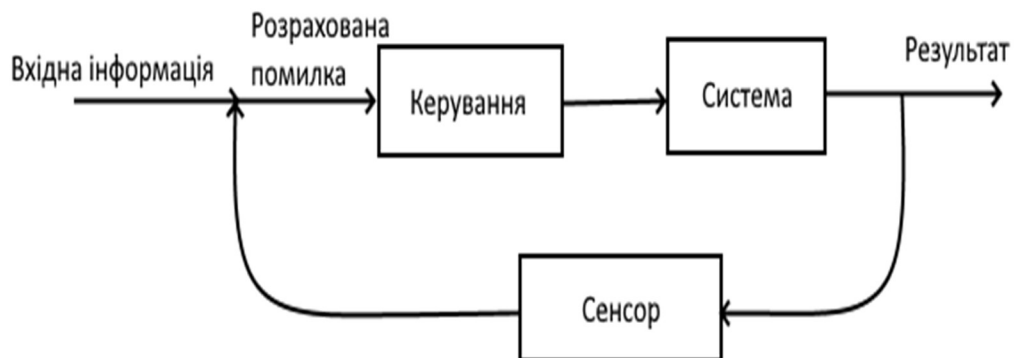 Вхідна інформація
Розрахована
помилка
Керування
Система
Результат
Сенсор